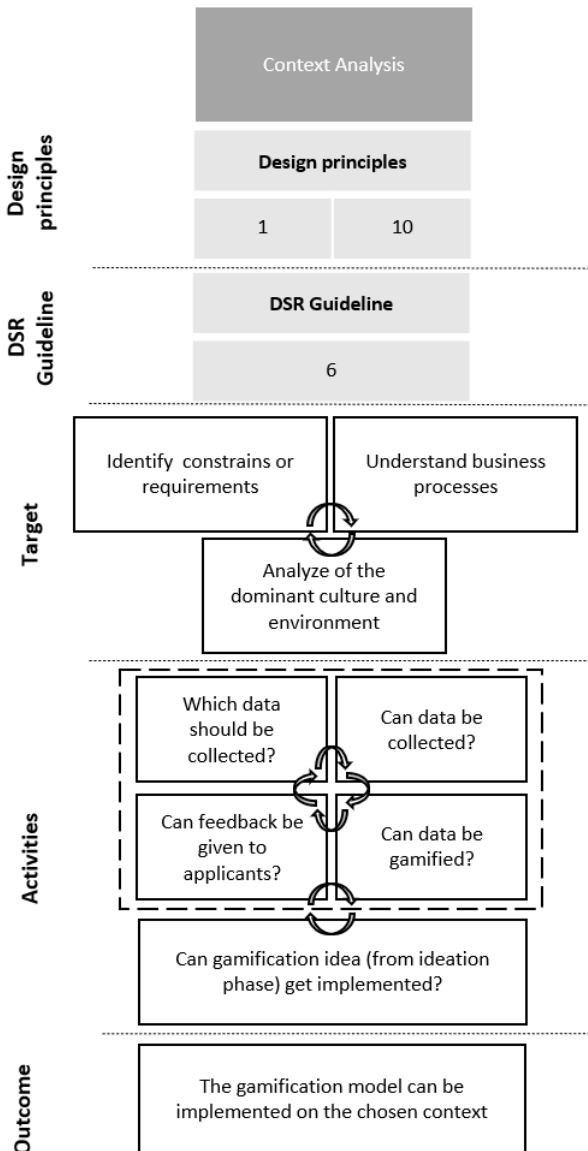 Context Analysis
Design
principles
Design principles
1
10
DSR
Guideline
DSR Guideline
6
Target
Identify constrains or
requirements
Understand business
processes
Analyze of the
dominant culture and
environment
Activities
Which data
should be
collected?
Can data be
collected?
Can feedback be
given to
applicants?
Can data be
gamified?
Can gamification idea (from ideation
phase) get implemented?
Outcome
The gamification model can be
implemented on the chosen context